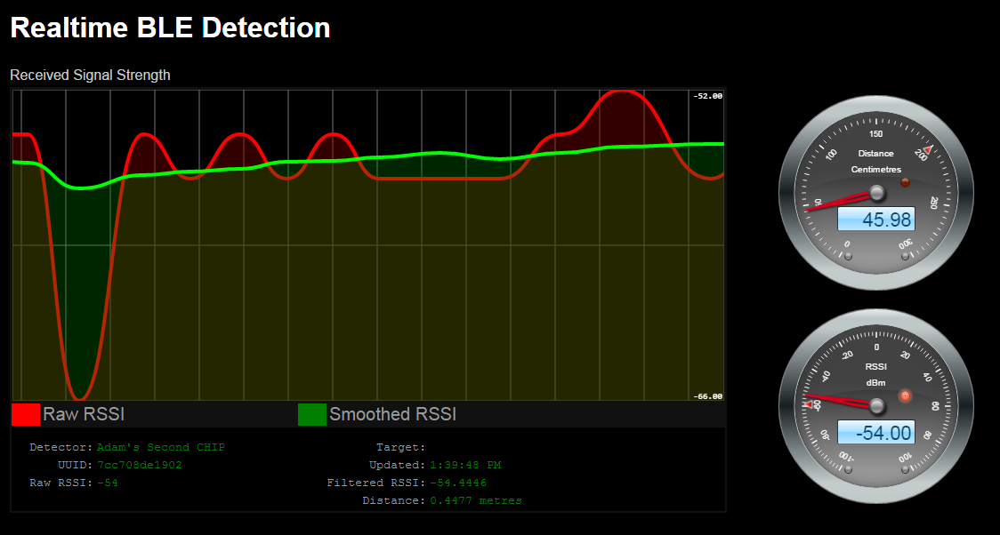 Realtime BLE Detection
Received Signal Strength
-52.00
-66.00
Raw RSSI
Smoothed RSSI
Detector: Adam's Second CHIP
UUID: 7cc708de1902
Raw RSSI: -54
Target:
Updated: 1:39:48 PM
Filtered RSSI: -54.4446
Distance: 0.4477 metres
0
50
100
150
200
250
300
Distance
Centimetres
45.98
-100
-80
-60
-40
-20
0
20
40
60
80
100
RSSI
dBm
-54.00